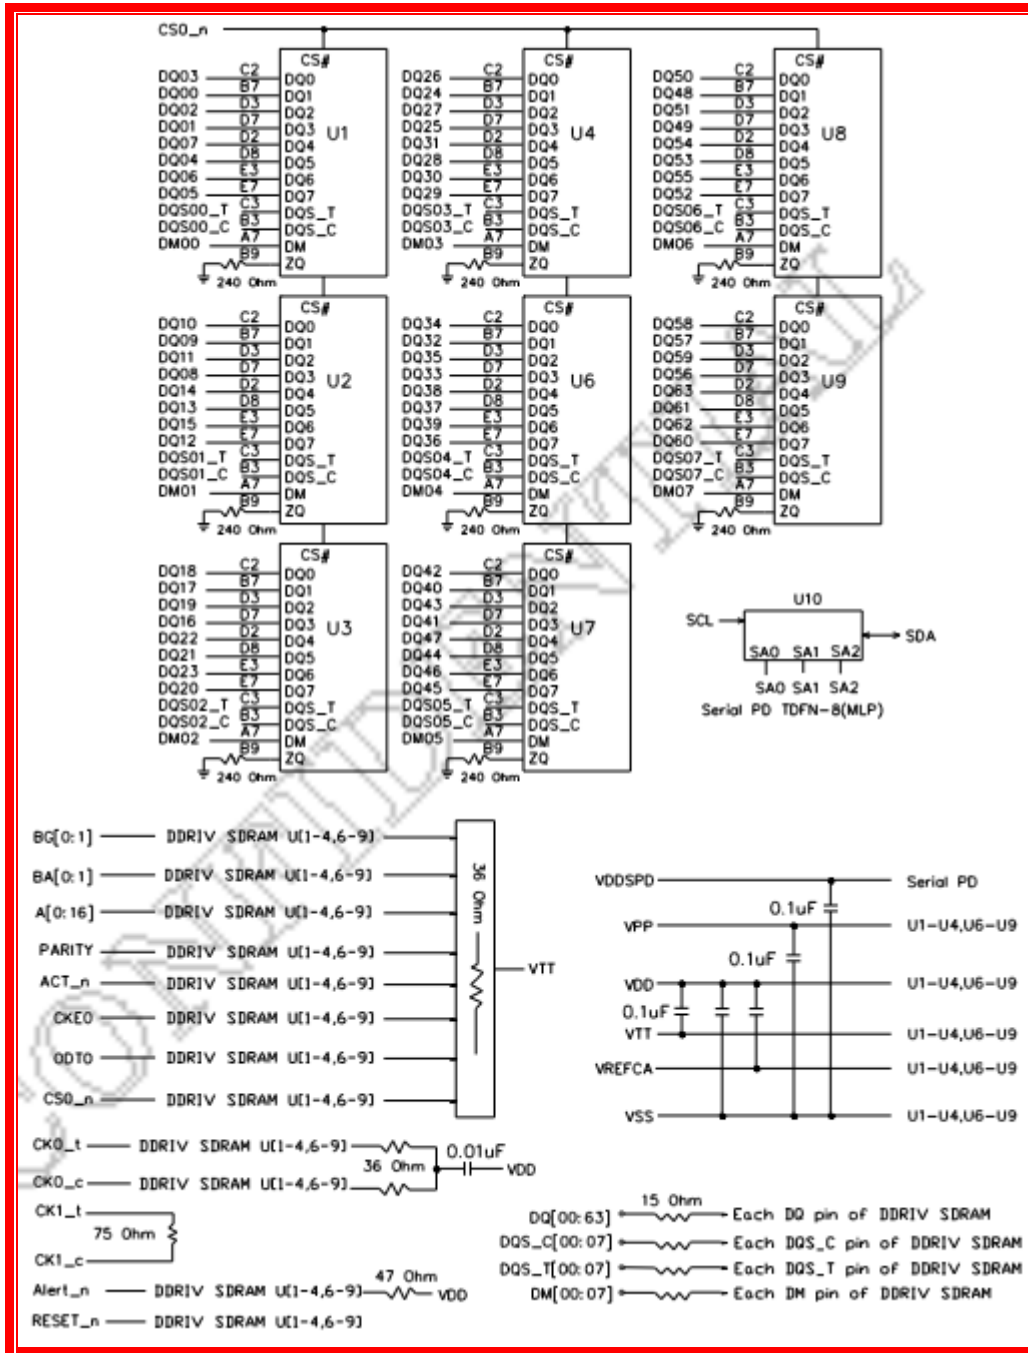 CS0_n
CS#
DQ03 C2 DQ0
DQ00 B7 DQ1
DQ02 D3 DQ2
DQ01 D7 DQ3
DQ07 D2 DQ4
DQ04 D8 DQ5
DQ06 E3 DQ6
DQ05 E7 DQ7
DQS00_T C3 DQS_T
DQS00_C B3 DQS_C
DM00 A7 DM
B9 ZQ
240 Ohm
U1
CS#
DQ26 C2 DQ0
DQ24 B7 DQ1
DQ27 D3 DQ2
DQ25 D7 DQ3
DQ31 D2 DQ4
DQ28 D8 DQ5
DQ30 E3 DQ6
DQ29 E7 DQ7
DQS03_T C3 DQS_T
DQS03_C B3 DQS_C
DM03 A7 DM
B9 ZQ
240 Ohm
U4
CS#
DQ50 C2 DQ0
DQ48 B7 DQ1
DQ51 D3 DQ2
DQ49 D7 DQ3
DQ54 D2 DQ4
DQ53 D8 DQ5
DQ55 E3 DQ6
DQ52 E7 DQ7
DQS06_T C3 DQS_T
DQS06_C B3 DQS_C
DM06 A7 DM
B9 ZQ
240 Ohm
U8
CS#
DQ10 C2 DQ0
DQ09 B7 DQ1
DQ11 D3 DQ2
DQ08 D7 DQ3
DQ14 D2 DQ4
DQ13 D8 DQ5
DQ15 E3 DQ6
DQ12 E7 DQ7
DQS01_T C3 DQS_T
DQS01_C B3 DQS_C
DM01 A7 DM
B9 ZQ
240 Ohm
U2
CS#
DQ34 C2 DQ0
DQ32 B7 DQ1
DQ35 D3 DQ2
DQ33 D7 DQ3
DQ38 D2 DQ4
DQ37 D8 DQ5
DQ39 E3 DQ6
DQ36 E7 DQ7
DQS04_T C3 DQS_T
DQS04_C B3 DQS_C
DM04 A7 DM
B9 ZQ
240 Ohm
U6
CS#
DQ58 C2 DQ0
DQ57 B7 DQ1
DQ59 D3 DQ2
DQ56 D7 DQ3
DQ63 D2 DQ4
DQ61 D8 DQ5
DQ62 E3 DQ6
DQ60 E7 DQ7
DQS07_T C3 DQS_T
DQS07_C B3 DQS_C
DM07 A7 DM
B9 ZQ
240 Ohm
U9
CS#
DQ18 C2 DQ0
DQ17 B7 DQ1
DQ19 D3 DQ2
DQ16 D7 DQ3
DQ22 D2 DQ4
DQ21 D8 DQ5
DQ23 E3 DQ6
DQ20 E7 DQ7
DQS02_T C3 DQS_T
DQS02_C B3 DQS_C
DM02 A7 DM
B9 ZQ
240 Ohm
U3
CS#
DQ42 C2 DQ0
DQ40 B7 DQ1
DQ43 D3 DQ2
DQ41 D7 DQ3
DQ47 D2 DQ4
DQ44 D8 DQ5
DQ46 E3 DQ6
DQ45 E7 DQ7
DQS05_T C3 DQS_T
DQS05_C B3 DQS_C
DM05 A7 DM
B9 ZQ
240 Ohm
U7
U10
SCL SDA
SA0 SA1 SA2
SA0 SA1 SA2
Serial PD TDFN-8(MLP)
CONFIDENTIAL
BG[0:1] DDRIV SDRAM U[1-4,6-9]
BA[0:1] DDRIV SDRAM U[1-4,6-9]
A[0:16] DDRIV SDRAM U[1-4,6-9]
PARITY DDRIV SDRAM U[1-4,6-9]
ACT_n DDRIV SDRAM U[1-4,6-9]
CKE0 DDRIV SDRAM U[1-4,6-9]
ODT0 DDRIV SDRAM U[1-4,6-9]
CS0_n DDRIV SDRAM U[1-4,6-9]
36 Ohm
VTT
CK0_t DDRIV SDRAM U[1-4,6-9]
36 Ohm 0.01uF VDD
CK0_c DDRIV SDRAM U[1-4,6-9]
CK1_t
75 Ohm
CK1_c
Alert_n DDRIV SDRAM U[1-4,6-9] 47 Ohm VDD
RESET_n DDRIV SDRAM U[1-4,6-9]
VDDSPD Serial PD
0.1uF
VPP U1-U4,U6-U9
0.1uF
VDD U1-U4,U6-U9
0.1uF
VTT U1-U4,U6-U9
VREFCA
VSS U1-U4,U6-U9
15 Ohm
DQ[00:63] Each DQ pin of DDRIV SDRAM
DQS_C[00:07] Each DQS_C pin of DDRIV SDRAM
DQS_T[00:07] Each DQS_T pin of DDRIV SDRAM
DM[00:07] Each DM pin of DDRIV SDRAM